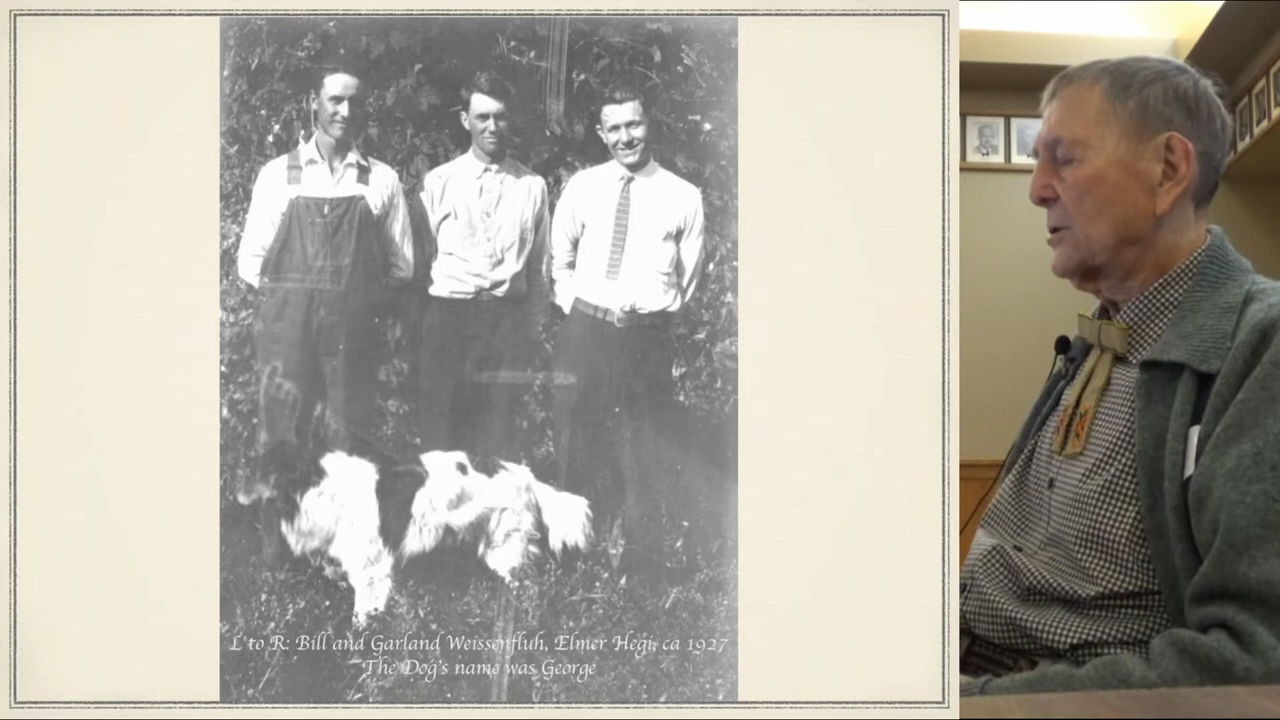 L to R: Bill and Garland Weissenfluh, Elmer Hegi, ca 1927
The Dog's name was George